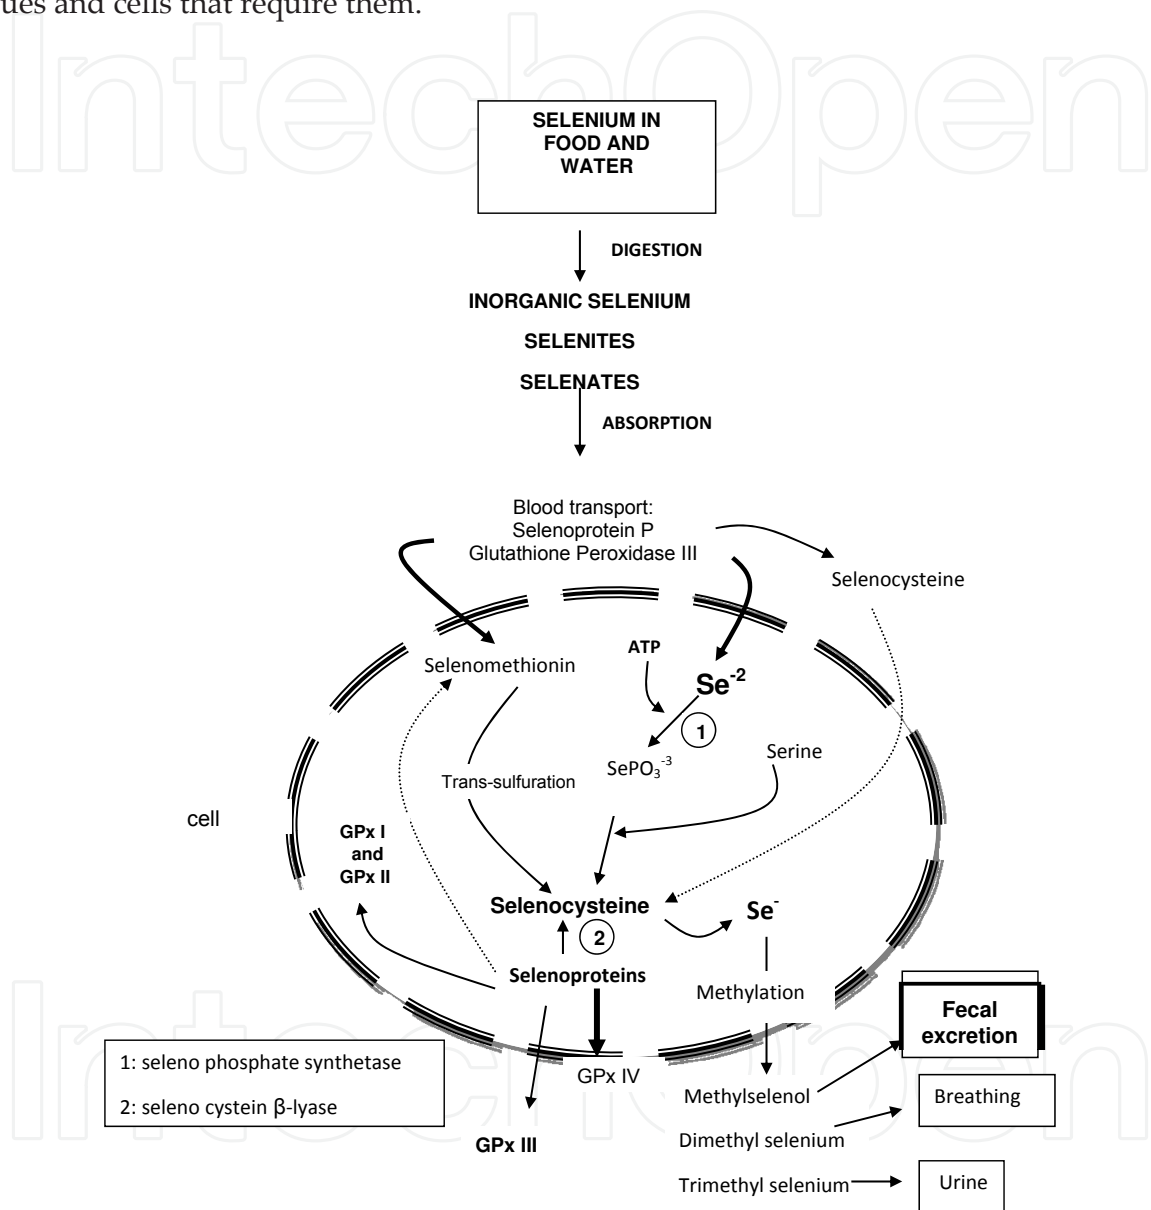 ues and cells that require them.
IntechOpen
SELENIUM IN
FOOD AND
WATER
DIGESTION
INORGANIC SELENIUM
SELENITES
SELENATES
ABSORPTION
Blood transport:
Selenoprotein P
Glutathione Peroxidase III
Selenocysteine
ATP
Selenomethionin
Se⁻²
1
Serine
SePO₃⁻³
Trans-sulfuration
cell
GPx I
and
GPx II
Selenocysteine
Se⁻
2
Selenoproteins
Methylation
Fecal
excretion
1: seleno phosphate synthetase
2: seleno cystein β-lyase
GPx IV
Methylselenol
Breathing
Dimethyl selenium
GPx III
Trimethyl selenium
Urine
IntechOpen